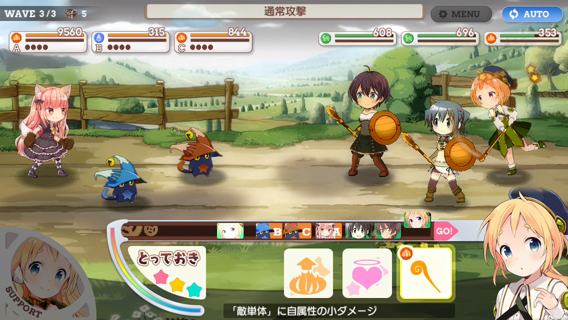 WAVE 3/3 5
通常攻撃
MENU
AUTO
9560
315
844
608
696
353
A
B
C
B C A GO!
とっておき
SUPPORT
「敵単体」に自属性の小ダメージ